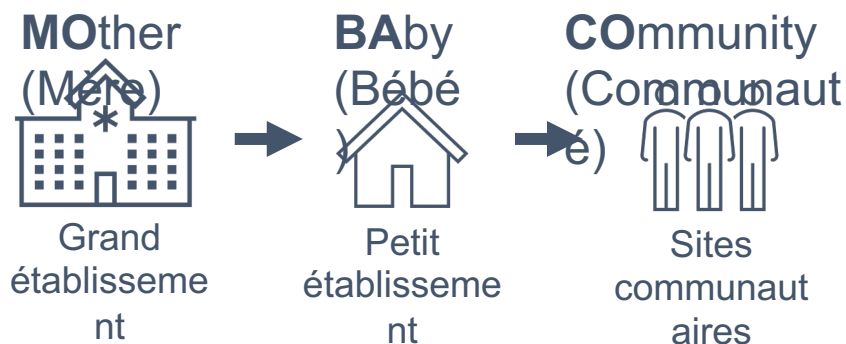 MOther
(Mère)
Grand
établisseme
nt
BAby
(Bébé
)
Petit
établisseme
nt
COmmunity
(Communaut
é)
Sites
communaut
aires